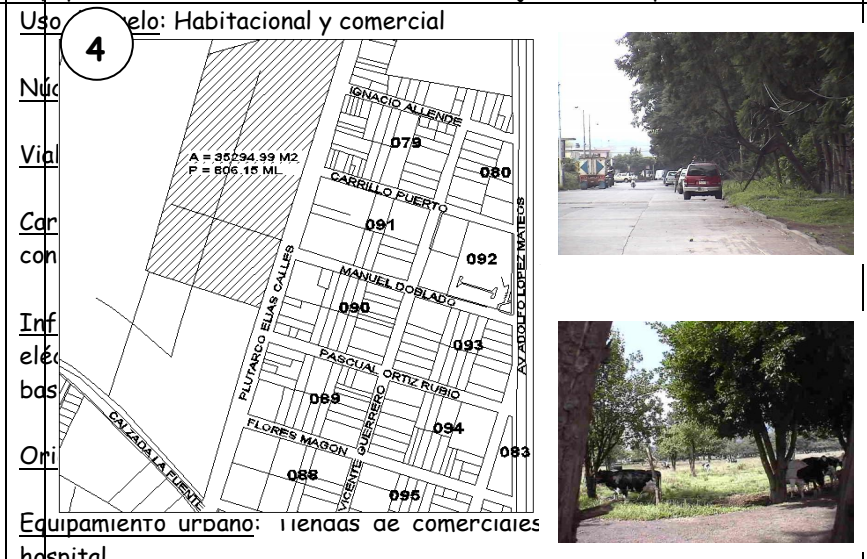 Uso elo: Habitacional y comercial
4
Núc
Vial
Car
con
Inf
eléc
bas
Ori
Equipamiento urbano: Tiendas de comerciales
hospital
IGNACIO ALLENDE
079
080
A = 35294.99 M2
P = 806.15 ML
CARRILLO PUERTO
091
092
AV ADOLFO LOPEZ MATEOS
PLUTARCO ELIAS CALLES
MANUEL DOBLADO
090
093
PASCUAL ORTIZ RUBIO
089
VICENTE GUERRERO
094
083
FLORES MAGON
CALZADA LA FUENTE
088
095